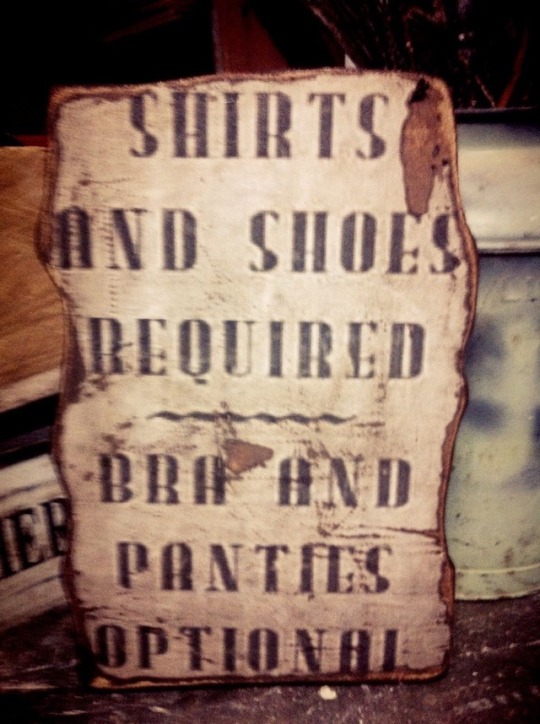 SHIRTS
AND SHOES
REQUIRED
BRA AND
PANTIES
OPTIONAL